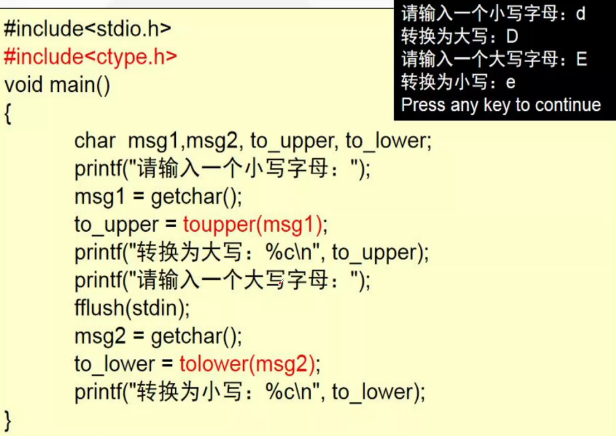 #include<stdio.h>
#include<ctype.h>
void main()
{
char  msg1,msg2, to_upper, to_lower;
printf("请输入一个小写字母：");
msg1 = getchar();
to_upper = toupper(msg1);
printf("转换为大写：%c\n", to_upper);
printf("请输入一个大写字母：");
fflush(stdin);
msg2 = getchar();
to_lower = tolower(msg2);
printf("转换为小写：%c\n", to_lower);
}
请输入一个小写字母：d
转换为大写：D
请输入一个大写字母：E
转换为小写：e
Press any key to continue